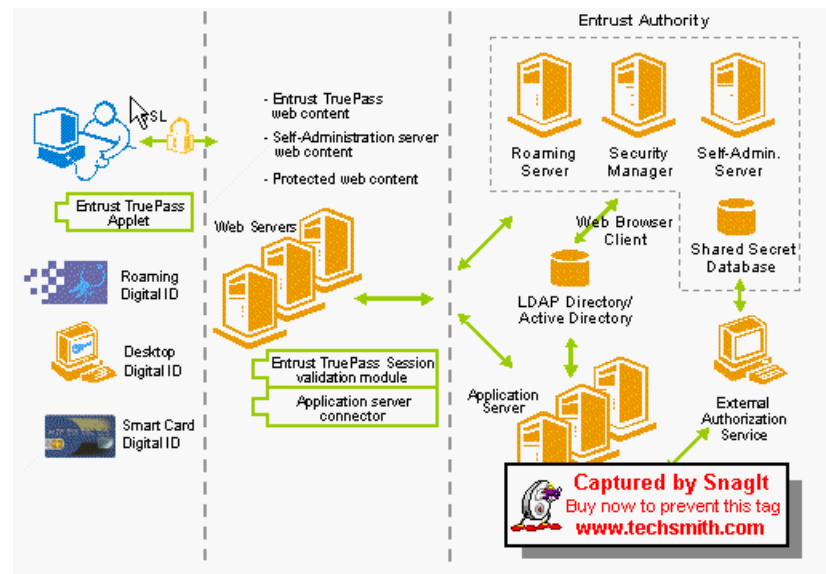 Entrust Authority
SL
- Entrust TruePass
web content
- Self-Administration server
web content
- Protected web content
Entrust TruePass
Applet
Roaming
Digital ID
Desktop
Digital ID
Smart Card
Digital ID
Web Servers
Entrust TruePass Session
validation module
Application server
connector
Roaming
Server
Security
Manager
Self-Admin.
Server
Web Browser
Client
Shared Secret
Database
LDAP Directory/
Active Directory
Application
Server
External
Authorization
Service
Captured by SnagIt
Buy now to prevent this tag
www.techsmith.com